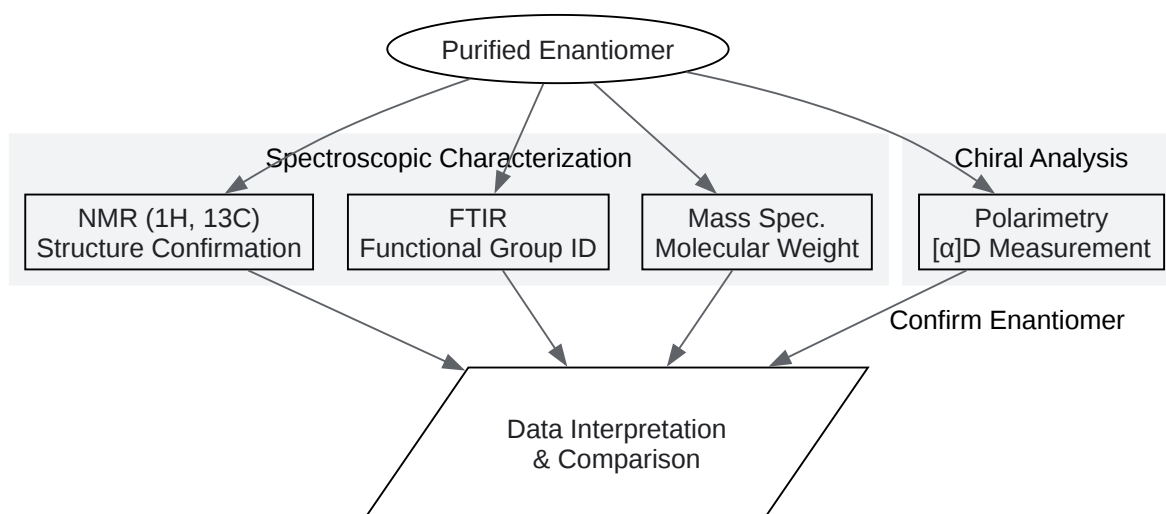 Purified Enantiomer
Spectroscopic Characterization
Chiral Analysis
NMR (1H, 13C)
Structure Confirmation
FTIR
Functional Group ID
Mass Spec.
Molecular Weight
Polarimetry
[α]D Measurement
Confirm Enantiomer
Data Interpretation
& Comparison